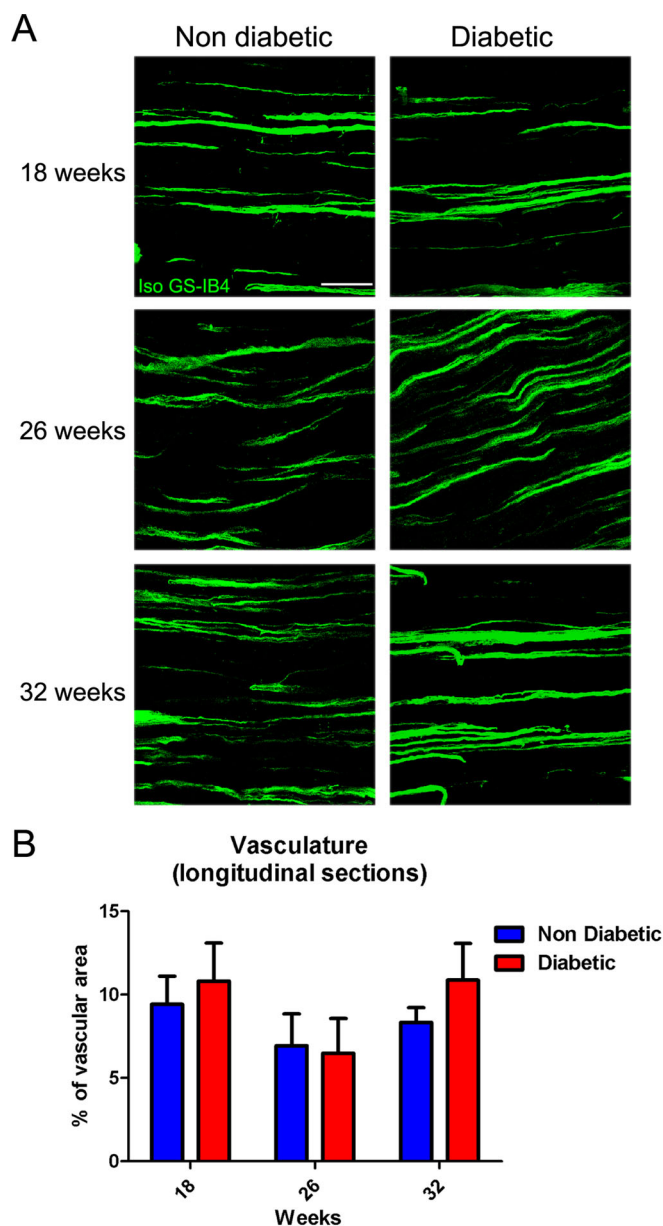 A
Non diabetic
Diabetic
18 weeks
Iso GS-IB4
26 weeks
32 weeks
B
Vasculature
(longitudinal sections)
% of vascular area
15
10
5
0
18
26
32
Weeks
Non Diabetic
Diabetic